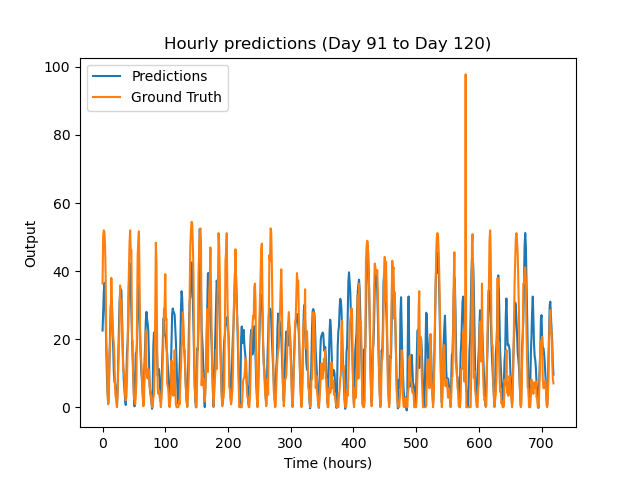 Hourly predictions (Day 91 to Day 120)
Predictions
Ground Truth
100
80
60
40
20
0
Output
0 100 200 300 400 500 600 700
Time (hours)